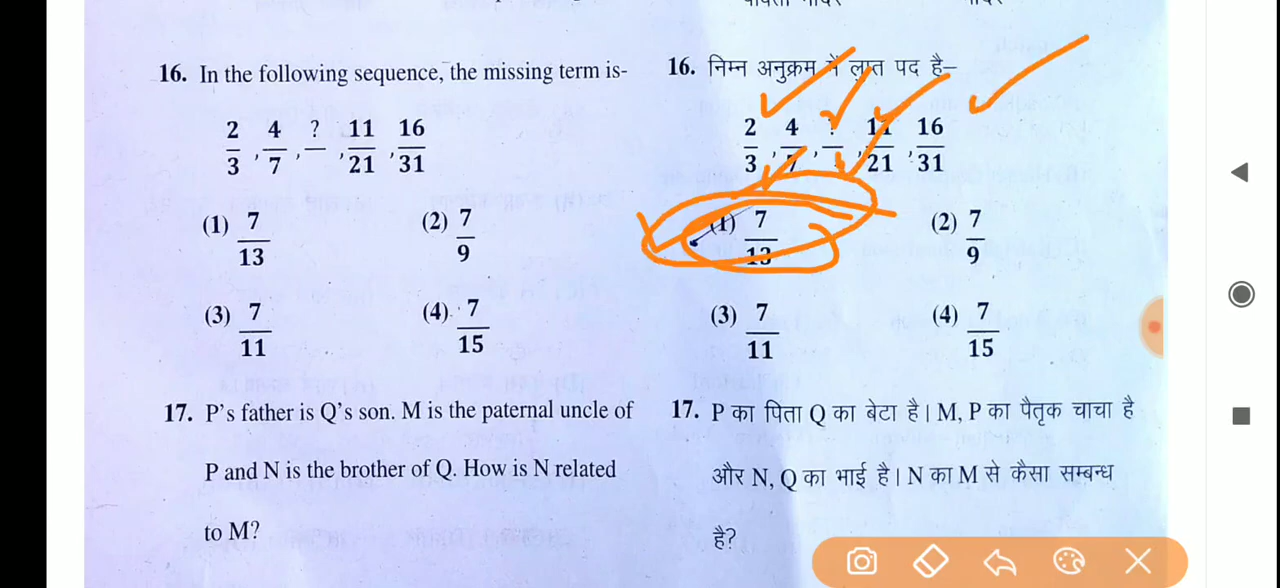 16. In the following sequence, the missing term is-
2/3, 4/7, ?/, 11/21, 16/31
(1) 7/13
(2) 7/9
(3) 7/11
(4) 7/15
17. P's father is Q's son. M is the paternal uncle of
P and N is the brother of Q. How is N related
to M?
16. निम्न अनुक्रम में लुप्त पद है–
2/3, 4/7, ?/, 11/21, 16/31
(1) 7/13
(2) 7/9
(3) 7/11
(4) 7/15
17. P का पिता Q का बेटा है। M, P का पैतृक चाचा है
और N, Q का भाई है। N का M से कैसा सम्बन्ध
है?